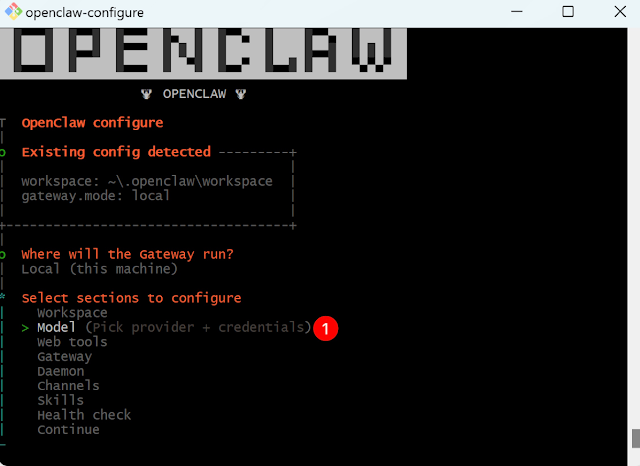 openclaw-configure
OPENCLAW
OPENCLAW
OpenClaw configure
Existing config detected
workspace: ~\.openclaw\workspace
gateway.mode: local
Where will the Gateway run?
Local (this machine)
Select sections to configure
Workspace
> Model (Pick provider + credentials) 1
Web tools
Gateway
Daemon
Channels
Skills
Health check
Continue